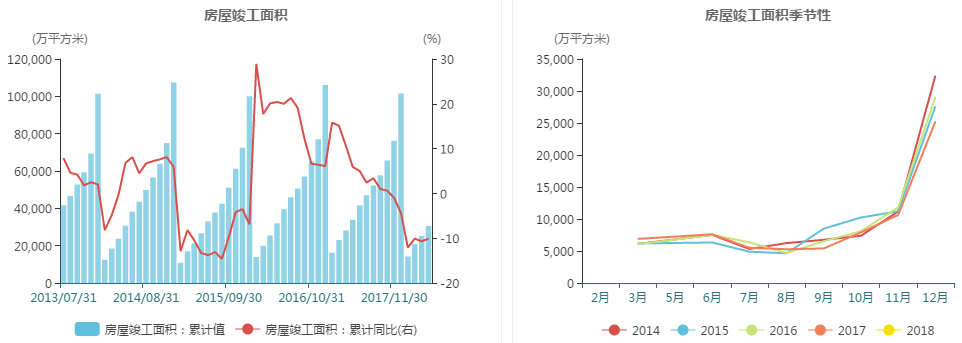 房屋竣工面积
(万平方米)
(%)
120,000
100,000
80,000
60,000
40,000
20,000
0
30
20
10
0
-10
-20
2013/07/31
2014/08/31
2015/09/30
2016/10/31
2017/11/30
房屋竣工面积：累计值
房屋竣工面积：累计同比(右)
房屋竣工面积季节性
(万平方米)
35,000
30,000
25,000
20,000
15,000
10,000
5,000
0
2月
3月
5月
6月
7月
8月
9月
10月
11月
12月
2014
2015
2016
2017
2018